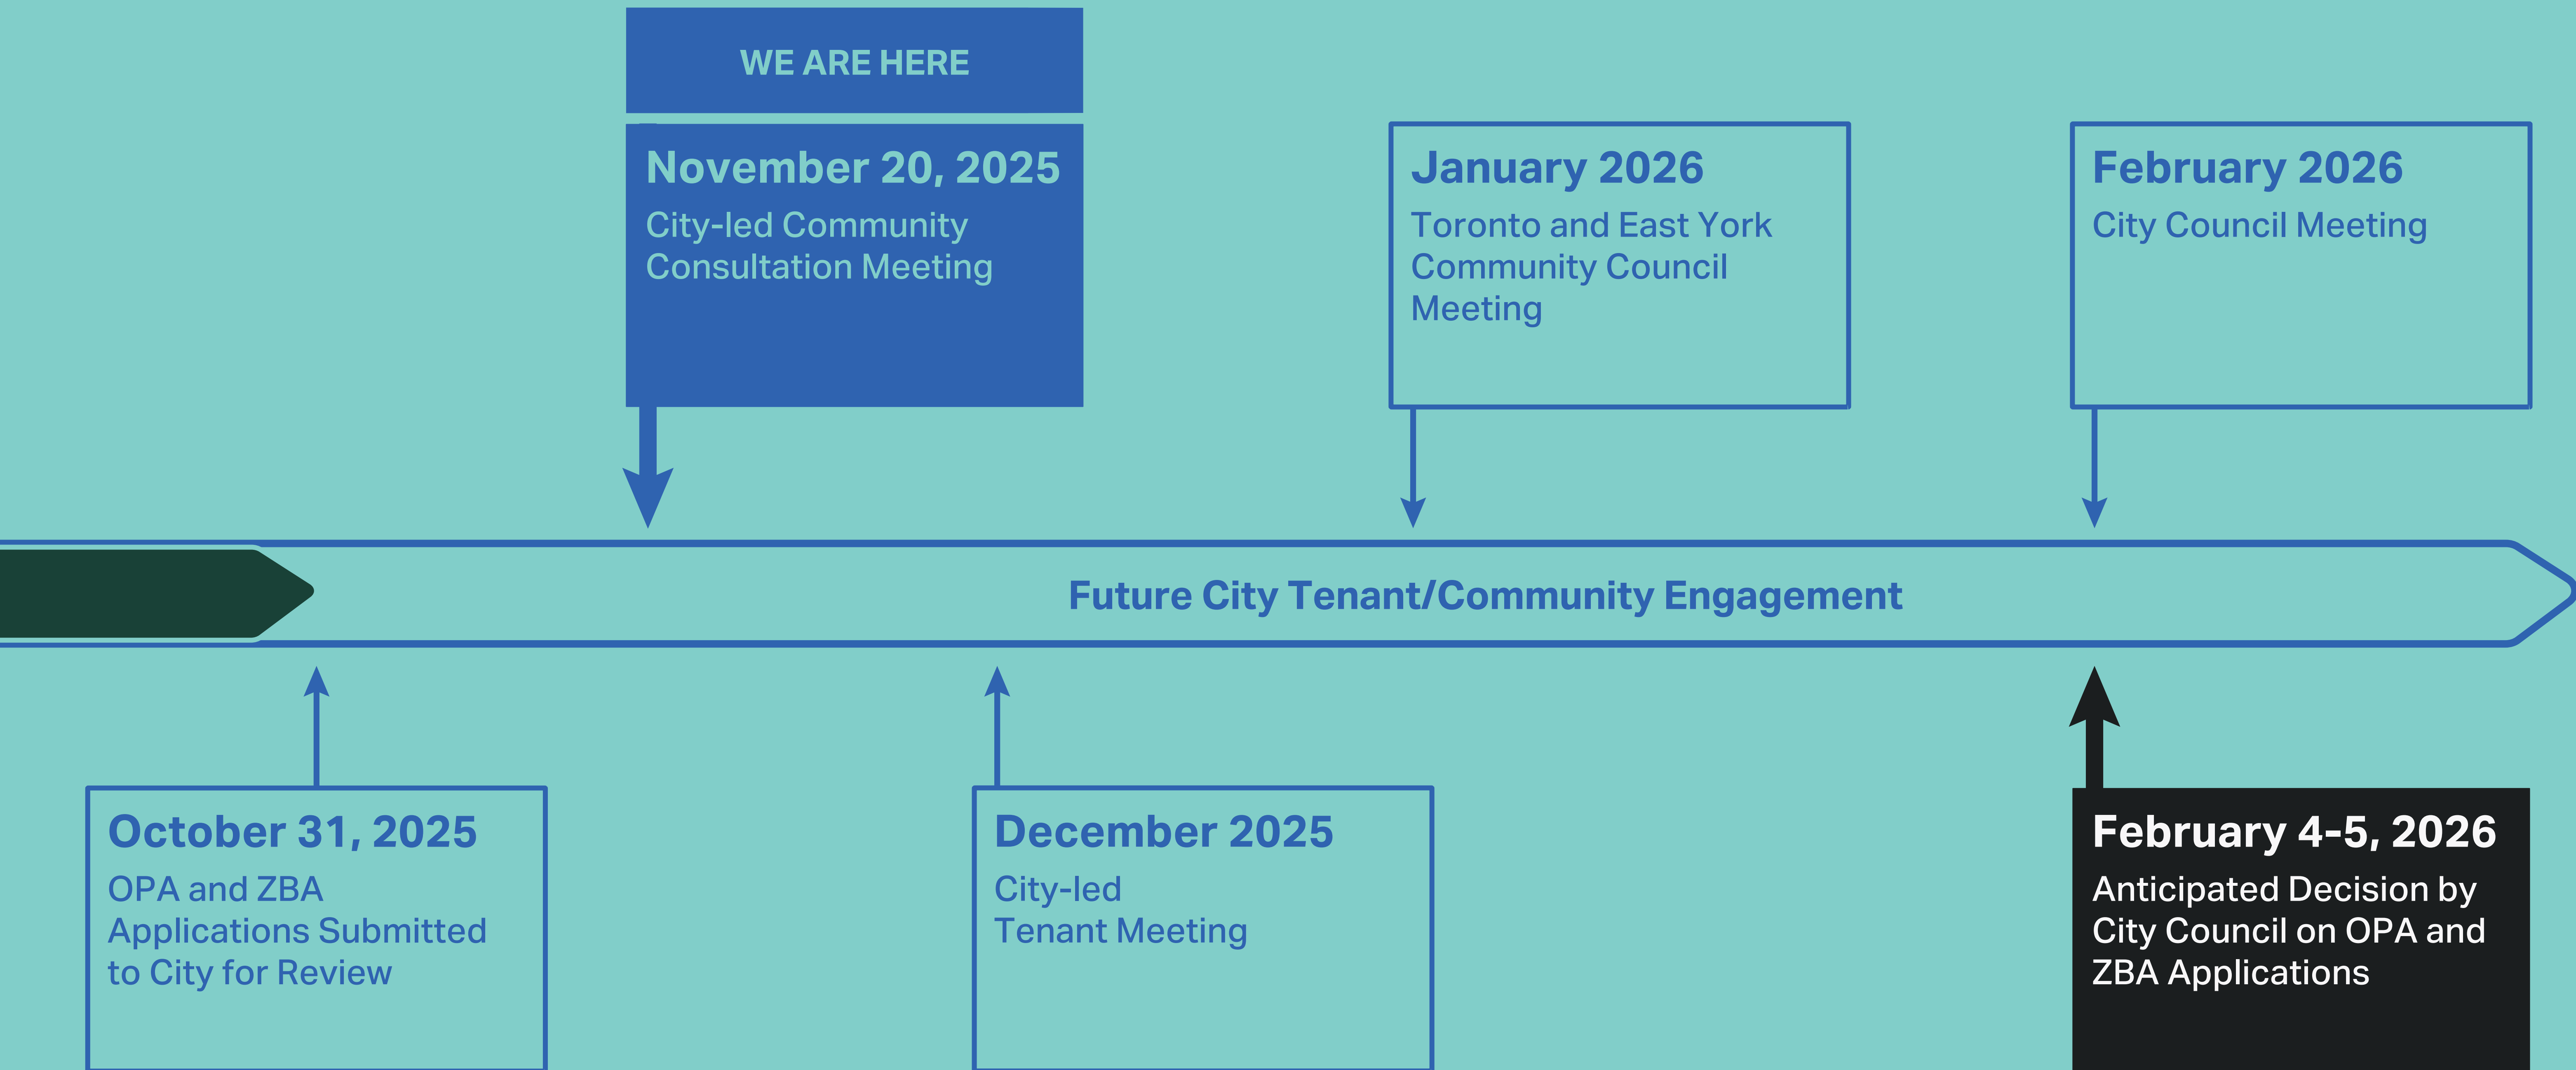 WE ARE HERE
November 20, 2025
City-led Community
Consultation Meeting
January 2026
Toronto and East York
Community Council
Meeting
February 2026
City Council Meeting
Future City Tenant/Community Engagement
October 31, 2025
OPA and ZBA
Applications Submitted
to City for Review
December 2025
City-led
Tenant Meeting
February 4-5, 2026
Anticipated Decision by
City Council on OPA and
ZBA Applications